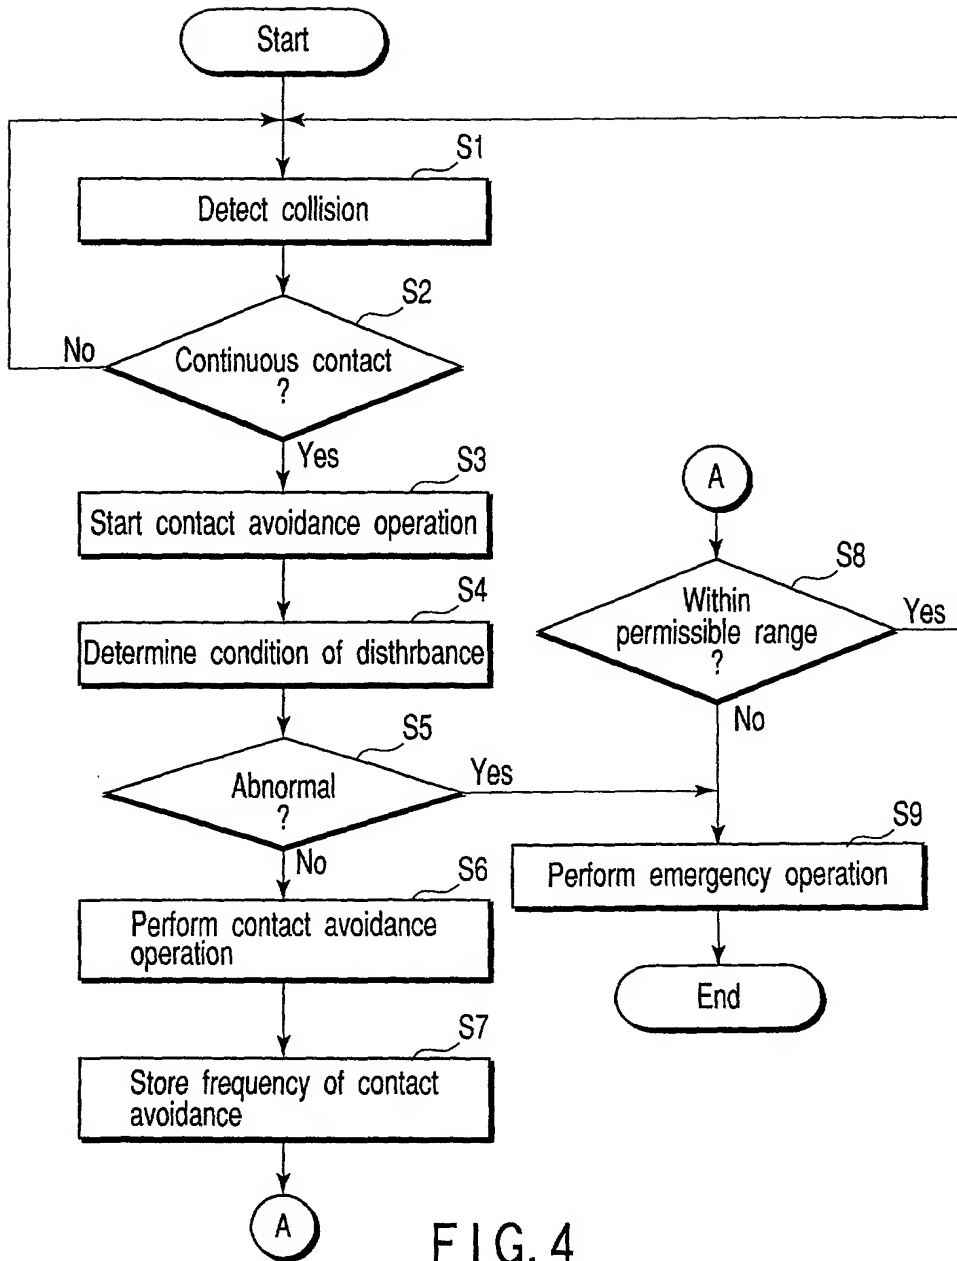 Start
S1
Detect collision
S2
Continuous contact
?
No
Yes
S3
Start contact avoidance operation
S4
Determine condition of disthrbance
S5
Abnormal
?
Yes
No
S6
Perform contact avoidance
operation
S7
Store frequency of contact
avoidance
A
A
S8
Within
permissible range
?
Yes
No
S9
Perform emergency operation
End
FIG. 4